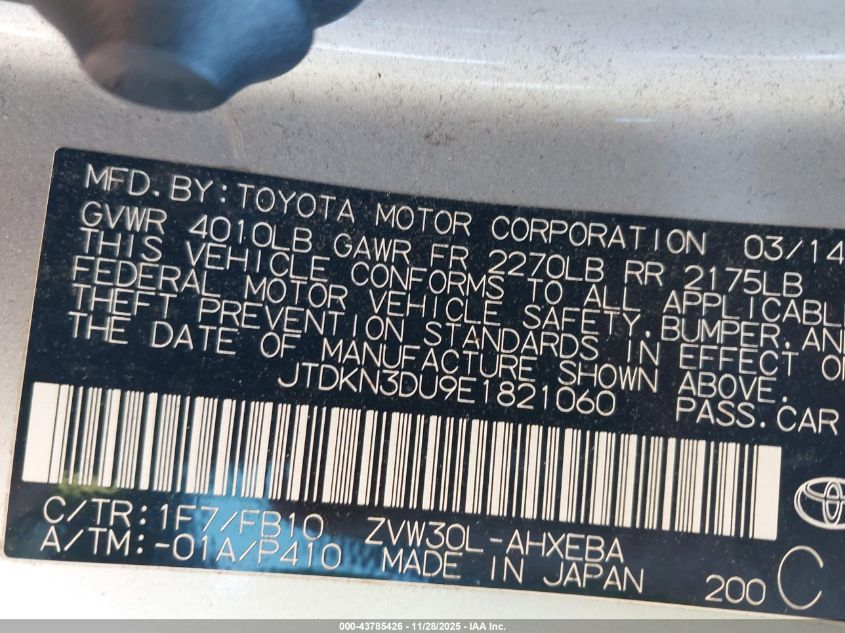 MFD.BY:TOYOTA MOTOR CORPORATION 03/14
GVWR 4010LB GAWR FR 2270LB RR 2175LB
THIS VEHICLE CONFORMS TO ALL APPLICABL
FEDERAL MOTOR VEHICLE SAFETY, BUMPER, AN
THEFT PREVENTION STANDARDS IN EFFECT O
THE DATE OF MANUFACTURE SHOWN ABOVE.
JTDKN3DU9E1821060 PASS.CAR
C/TR:1F7/FB10 ZVW30L-AHXEBA
A/TM:-01A/P410 MADE IN JAPAN 200 C
000-43785426 - 11/28/2025 - IAA Inc.